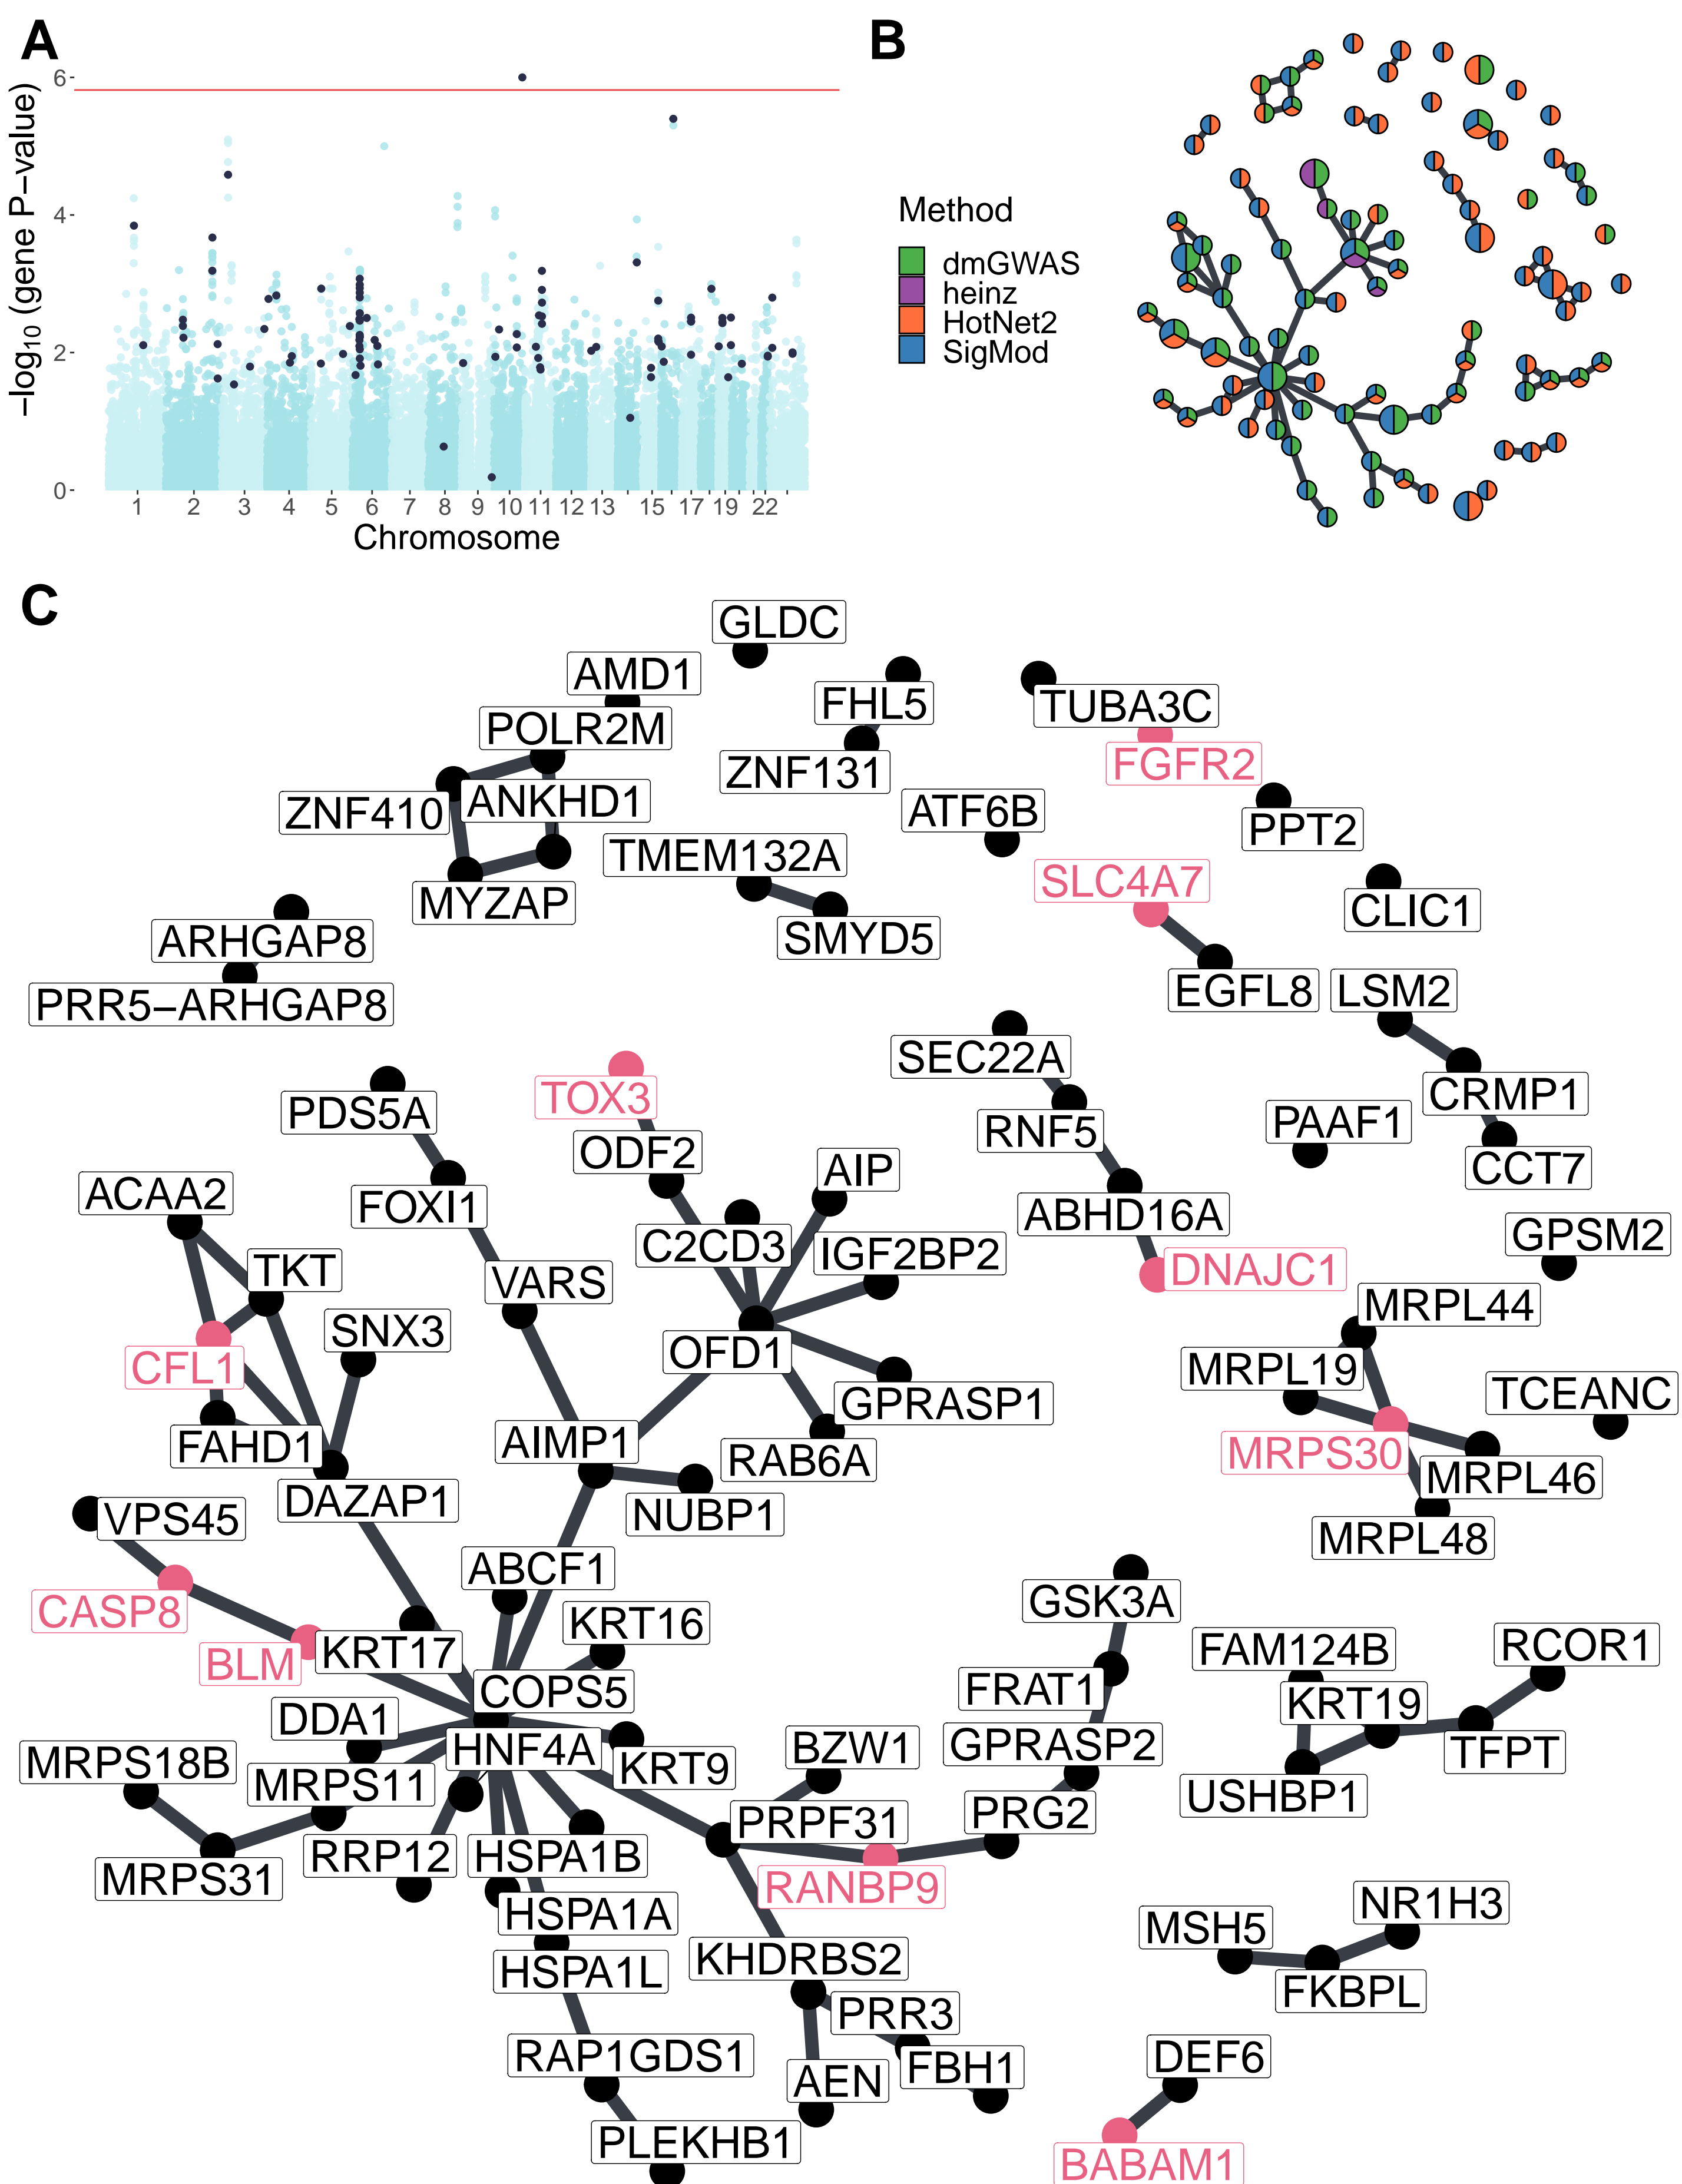 A
−log10 (gene P−value)
6
4
2
0
1 2 3 4 5 6 7 8 9 10 11 12 13 15 17 19 22
Chromosome
B
Method
dmGWAS
heinz
HotNet2
SigMod
C
GLDC
AMD1
FHL5
TUBA3C
POLR2M
ZNF131
FGFR2
ZNF410
ANKHD1
ATF6B
PPT2
TMEM132A
SLC4A7
MYZAP
CLIC1
ARHGAP8
SMYD5
PRR5−ARHGAP8
EGFL8
LSM2
SEC22A
TOX3
PDS5A
CRMP1
RNF5
PAAF1
ODF2
AIP
CCT7
ACAA2
FOXI1
ABHD16A
C2CD3
IGF2BP2
GPSM2
TKT
VARS
DNAJC1
MRPL44
SNX3
OFD1
CFL1
MRPL19
TCEANC
GPRASP1
FAHD1
AIMP1
RAB6A
MRPS30
MRPL46
DAZAP1
NUBP1
VPS45
MRPL48
ABCF1
GSK3A
CASP8
KRT16
BLM
KRT17
FAM124B
RCOR1
COPS5
FRAT1
KRT19
DDA1
HNF4A
BZW1
GPRASP2
TFPT
MRPS18B
KRT9
MRPS11
USHBP1
PRPF31
PRG2
RRP12
HSPA1B
MRPS31
RANBP9
NR1H3
HSPA1A
MSH5
KHDRBS2
HSPA1L
FKBPL
PRR3
RAP1GDS1
DEF6
AEN
FBH1
PLEKHB1
BABAM1